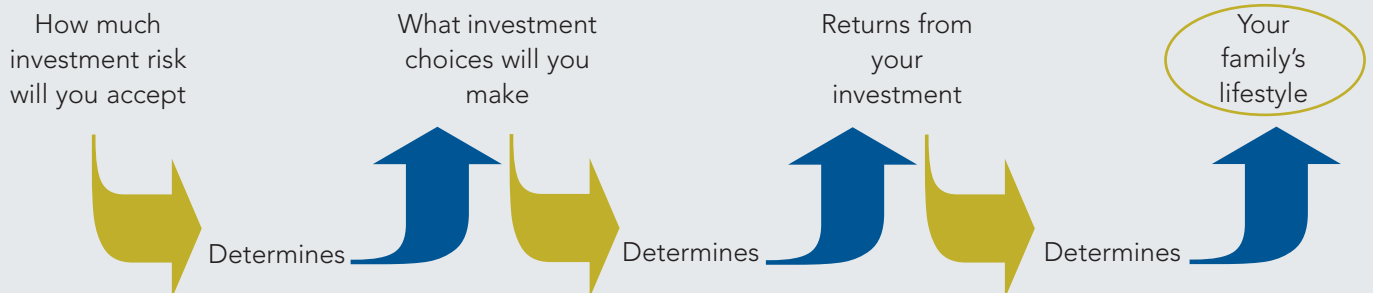 How much
investment risk
will you accept
Determines
What investment
choices will you
make
Determines
Returns from
your
investment
Determines
Your
family's
lifestyle